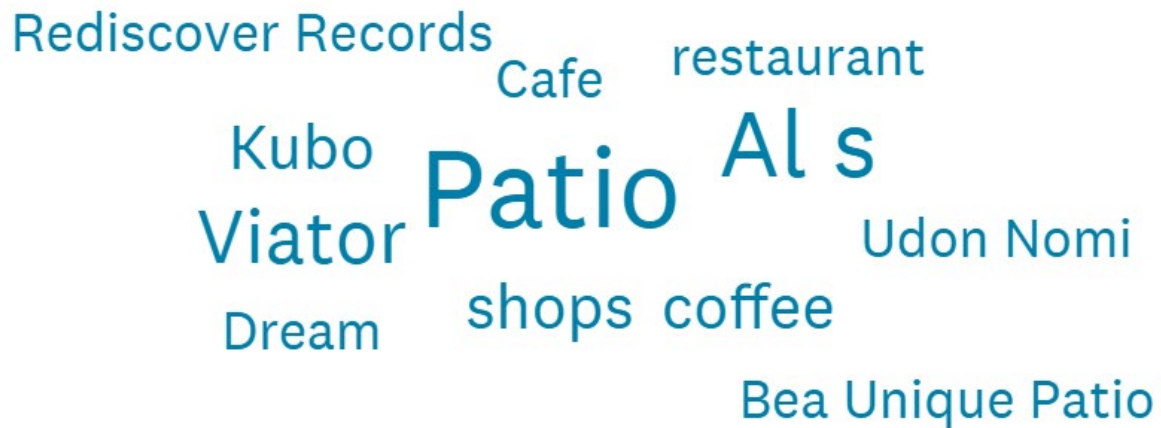 Rediscover Records
Cafe
restaurant
Kubo
Patio
Al s
Viator
Udon Nomi
Dream
shops
coffee
Bea Unique Patio